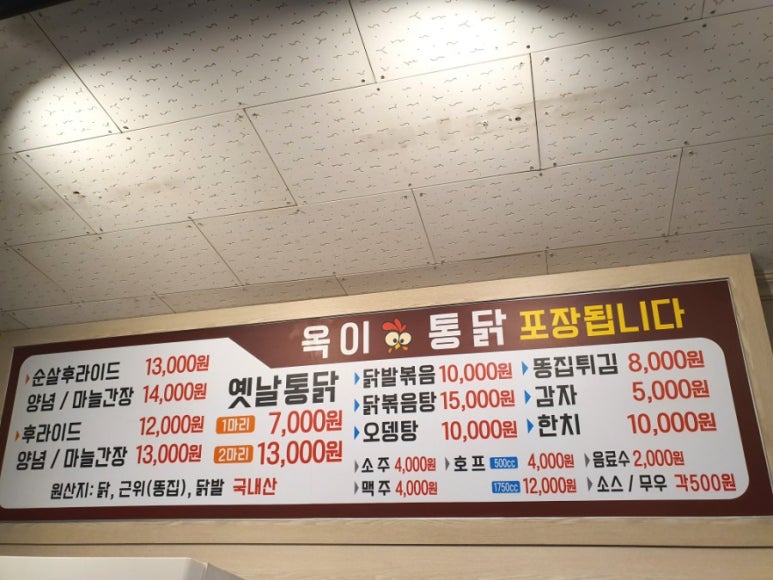 옥이 통닭 포장됩니다
순살후라이드 13,000원
양념 / 마늘간장 14,000원
후라이드 12,000원
양념 / 마늘간장 13,000원
옛날통닭
1마리 7,000원
2마리 13,000원
원산지: 닭, 근위(똥집), 닭발 국내산
닭발볶음 10,000원
닭볶음탕 15,000원
오뎅탕 10,000원
똥집튀김 8,000원
감자 5,000원
한치 10,000원
소주 4,000원
맥주 4,000원
호프 500cc 4,000원
1750cc 12,000원
음료수 2,000원
소스 / 무우 각500원